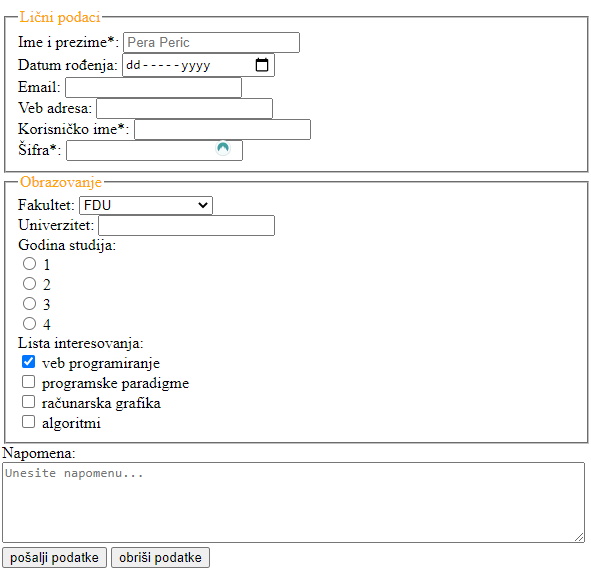 Lični podaci
Ime i prezime*: Pera Peric
Datum rođenja: dd-----yyyy
Email:
Veb adresa:
Korisničko ime*:
Šifra*:
Obrazovanje
Fakultet: FDU
Univerzitet:
Godina studija:
1
2
3
4
Lista interesovanja:
veb programiranje
programske paradigme
računarska grafika
algoritmi
Napomena:
Unesite napomenu...
pošalji podatke obriši podatke